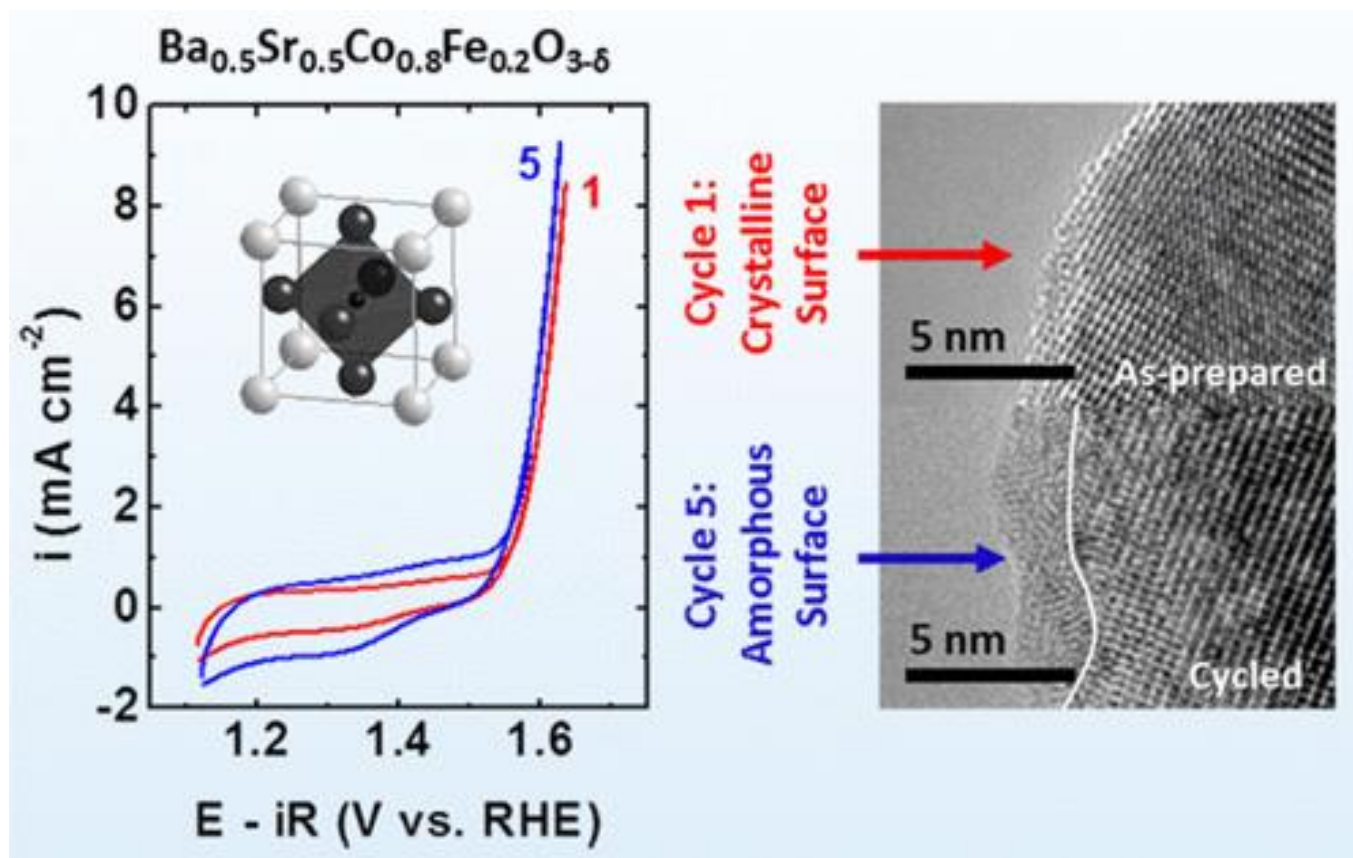 Ba₀.₅Sr₀.₅Co₀.₈Fe₀.₂O₃₋δ
10
8
6
4
2
0
-2
i (mA cm⁻²)
5
1
1.2 1.4 1.6
E - iR (V vs. RHE)
Cycle 1:
Crystalline
Surface
Cycle 5:
Amorphous
Surface
5 nm
As-prepared
5 nm
Cycled